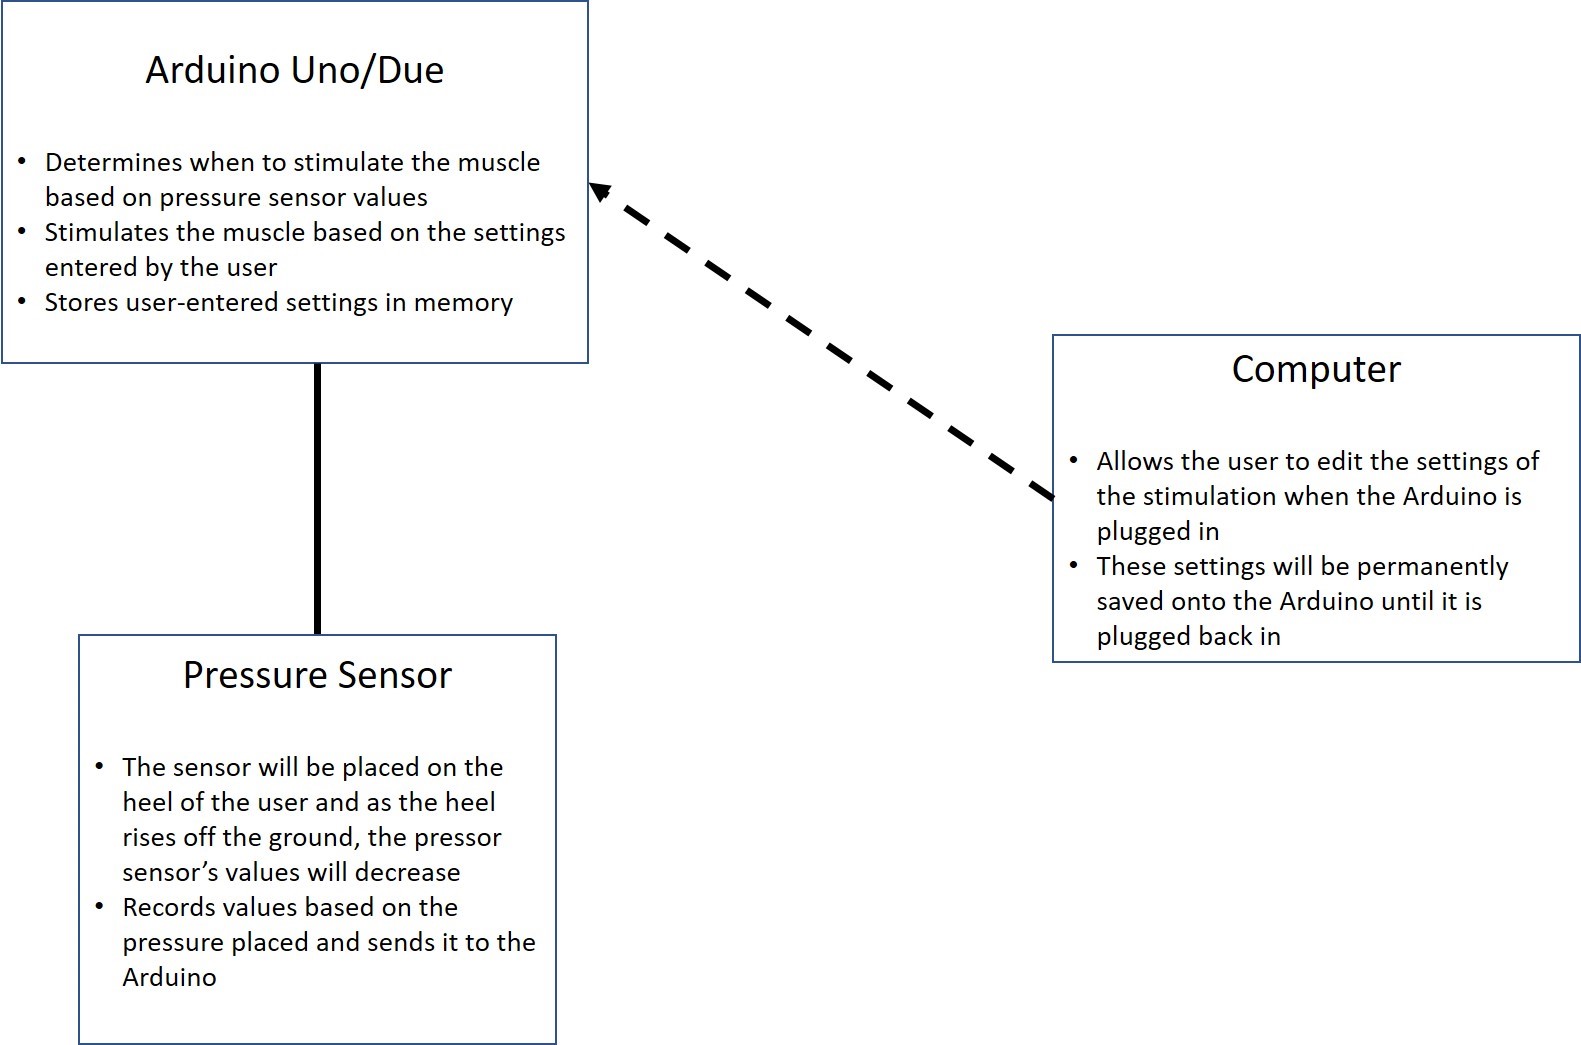 Arduino Uno/Due
• Determines when to stimulate the muscle
based on pressure sensor values
• Stimulates the muscle based on the settings
entered by the user
• Stores user-entered settings in memory
Computer
• Allows the user to edit the settings of
the stimulation when the Arduino is
plugged in
• These settings will be permanently
saved onto the Arduino until it is
plugged back in
Pressure Sensor
• The sensor will be placed on the
heel of the user and as the heel
rises off the ground, the pressor
sensor’s values will decrease
• Records values based on the
pressure placed and sends it to the
Arduino